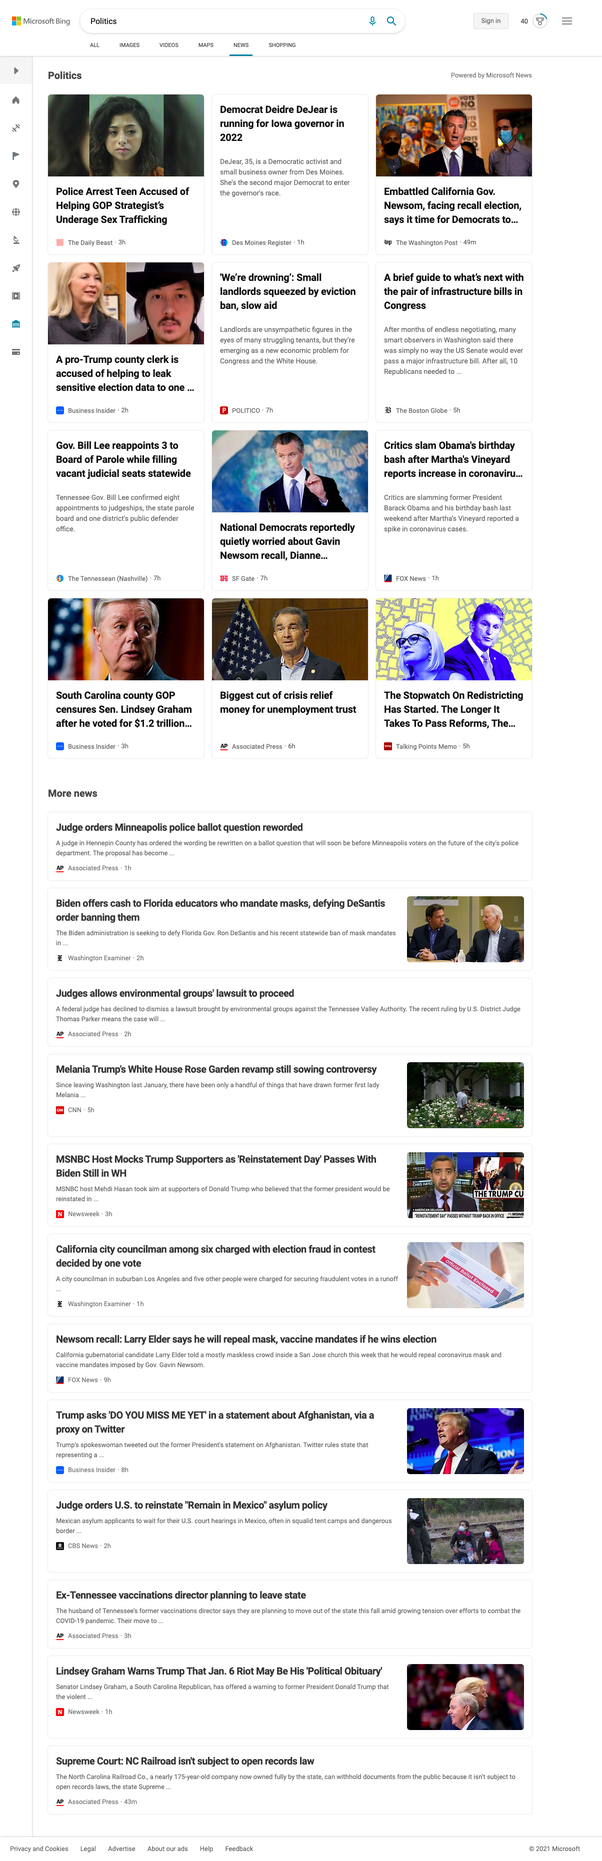 Microsoft Bing
Politics
Sign in
40
ALL IMAGES VIDEOS MAPS NEWS SHOPPING
Politics
Powered by Microsoft News
Police Arrest Teen Accused of
Helping GOP Strategist's
Underage Sex Trafficking
The Daily Beast · 3h
Democrat Deidre DeJear is
running for Iowa governor in
2022
DeJear, 35, is a Democratic activist and
small business owner from Des Moines.
She's the second major Democrat to enter
the governor's race.
Des Moines Register · 1h
Embattled California Gov.
Newsom, facing recall election,
says it time for Democrats to...
The Washington Post · 49m
A pro-Trump county clerk is
accused of helping to leak
sensitive election data to one ...
Business Insider · 2h
'We're drowning': Small
landlords squeezed by eviction
ban, slow aid
Landlords are unsympathetic figures in the
eyes of many struggling tenants, but they're
emerging as a new economic problem for
Congress and the White House.
POLITICO · 7h
A brief guide to what's next with
the pair of infrastructure bills in
Congress
After months of endless negotiating, many
smart observers in Washington said there
was simply no way the US Senate would ever
pass a major infrastructure bill. After all, 10
Republicans needed to ...
The Boston Globe · 5h
Gov. Bill Lee reappoints 3 to
Board of Parole while filling
vacant judicial seats statewide
Tennessee Gov. Bill Lee confirmed eight
appointments to judgeships, the state parole
board and one district's public defender
office.
The Tennessean (Nashville) · 7h
National Democrats reportedly
quietly worried about Gavin
Newsom recall, Dianne...
SF Gate · 7h
Critics slam Obama's birthday
bash after Martha's Vineyard
reports increase in coronaviru...
Critics are slamming former President
Barack Obama and his birthday bash last
weekend after Martha's Vineyard reported a
spike in coronavirus cases.
FOX News · 1h
South Carolina county GOP
censures Sen. Lindsey Graham
after he voted for $1.2 trillion...
Business Insider · 3h
Biggest cut of crisis relief
money for unemployment trust
AP Associated Press · 6h
The Stopwatch On Redistricting
Has Started. The Longer It
Takes To Pass Reforms, The...
Talking Points Memo · 5h
More news
Judge orders Minneapolis police ballot question reworded
A judge in Hennepin County has ordered the wording be rewritten on a ballot question that will soon be before Minneapolis voters on the future of the city's police
department. The proposal has become ...
AP Associated Press · 1h
Biden offers cash to Florida educators who mandate masks, defying DeSantis
order banning them
The Biden administration is seeking to defy Florida Gov. Ron DeSantis and his recent statewide ban of mask mandates
in ...
Washington Examiner · 2h
Judges allows environmental groups' lawsuit to proceed
A federal judge has declined to dismiss a lawsuit brought by environmental groups against the Tennessee Valley Authority. The recent ruling by U.S. District Judge
Thomas Parker means the case will ...
AP Associated Press · 2h
Melania Trump's White House Rose Garden revamp still sowing controversy
Since leaving Washington last January, there have been only a handful of things that have drawn former first lady
Melania ...
CNN · 5h
MSNBC Host Mocks Trump Supporters as 'Reinstatement Day' Passes With
Biden Still in WH
MSNBC host Mehdi Hasan took aim at supporters of Donald Trump who believed that the former president would be
reinstated in ...
N Newsweek · 3h
THE TRUMP CU
California city councilman among six charged with election fraud in contest
decided by one vote
A city councilman in suburban Los Angeles and five other people were charged for securing fraudulent votes in a runoff
...
Washington Examiner · 1h
Newsom recall: Larry Elder says he will repeal mask, vaccine mandates if he wins election
California gubernatorial candidate Larry Elder told a mostly maskless crowd inside a San Jose church this week that he would repeal coronavirus mask and
vaccine mandates imposed by Gov. Gavin Newsom.
FOX News · 9h
Trump asks 'DO YOU MISS ME YET' in a statement about Afghanistan, via a
proxy on Twitter
Trump's spokeswoman tweeted out the former President's statement on Afghanistan. Twitter rules state that
representing a ...
Business Insider · 8h
Judge orders U.S. to reinstate "Remain in Mexico" asylum policy
Mexican asylum applicants to wait for their U.S. court hearings in Mexico, often in squalid tent camps and dangerous
border ...
CBS News · 2h
Ex-Tennessee vaccinations director planning to leave state
The husband of Tennessee's former vaccinations director says they are planning to move out of the state this fall amid growing tension over efforts to combat the
COVID-19 pandemic. Their move to ...
AP Associated Press · 3h
Lindsey Graham Warns Trump That Jan. 6 Riot May Be His 'Political Obituary'
Senator Lindsey Graham, a South Carolina Republican, has offered a warning to former President Donald Trump that
the violent ...
N Newsweek · 1h
Supreme Court: NC Railroad isn't subject to open records law
The North Carolina Railroad Co., a nearly 175-year-old company now owned fully by the state, can withhold documents from the public because it isn't subject to
open records laws, the state Supreme ...
AP Associated Press · 43m
Privacy and Cookies Legal Advertise About our ads Help Feedback
© 2021 Microsoft